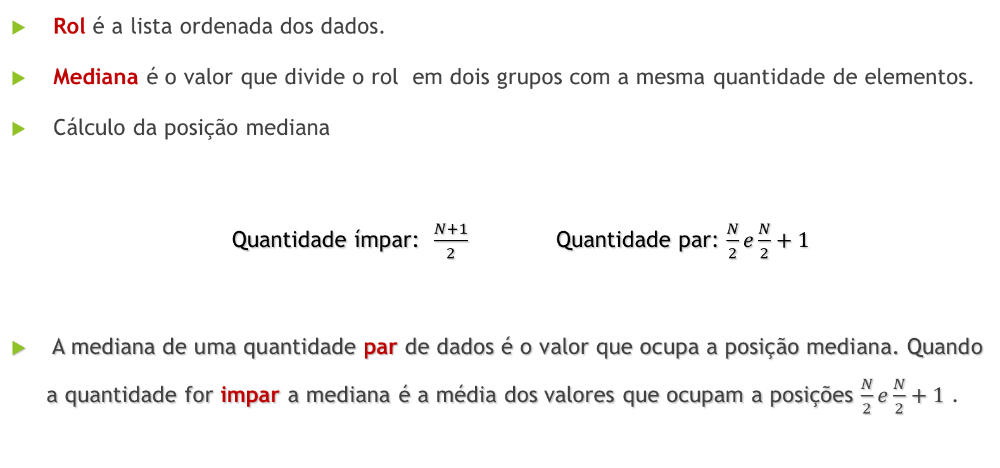 Rol é a lista ordenada dos dados.
Mediana é o valor que divide o rol em dois grupos com a mesma quantidade de elementos.
Cálculo da posição mediana
Quantidade ímpar: \frac{N+1}{2} Quantidade par: \frac{N}{2} e \frac{N}{2} + 1
A mediana de uma quantidade par de dados é o valor que ocupa a posição mediana. Quando
a quantidade for impar a mediana é a média dos valores que ocupam a posições \frac{N}{2} e \frac{N}{2} + 1 .